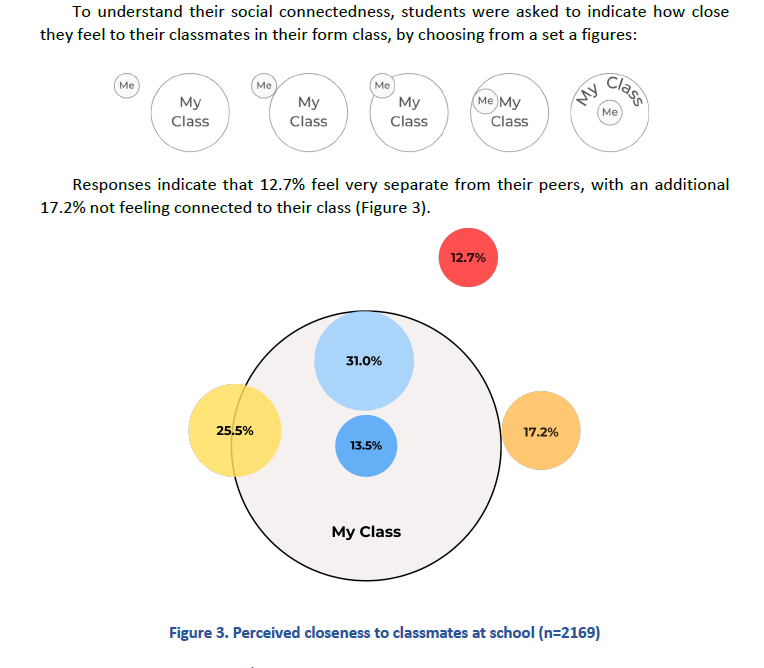 To understand their social connectedness, students were asked to indicate how close
they feel to their classmates in their form class, by choosing from a set a figures:
Me
My
Class
Me
My
Class
Me
My
Class
Me
My
Class
My Class
Me
Responses indicate that 12.7% feel very separate from their peers, with an additional
17.2% not feeling connected to their class (Figure 3).
12.7%
31.0%
25.5%
13.5%
17.2%
My Class
Figure 3. Perceived closeness to classmates at school (n=2169)